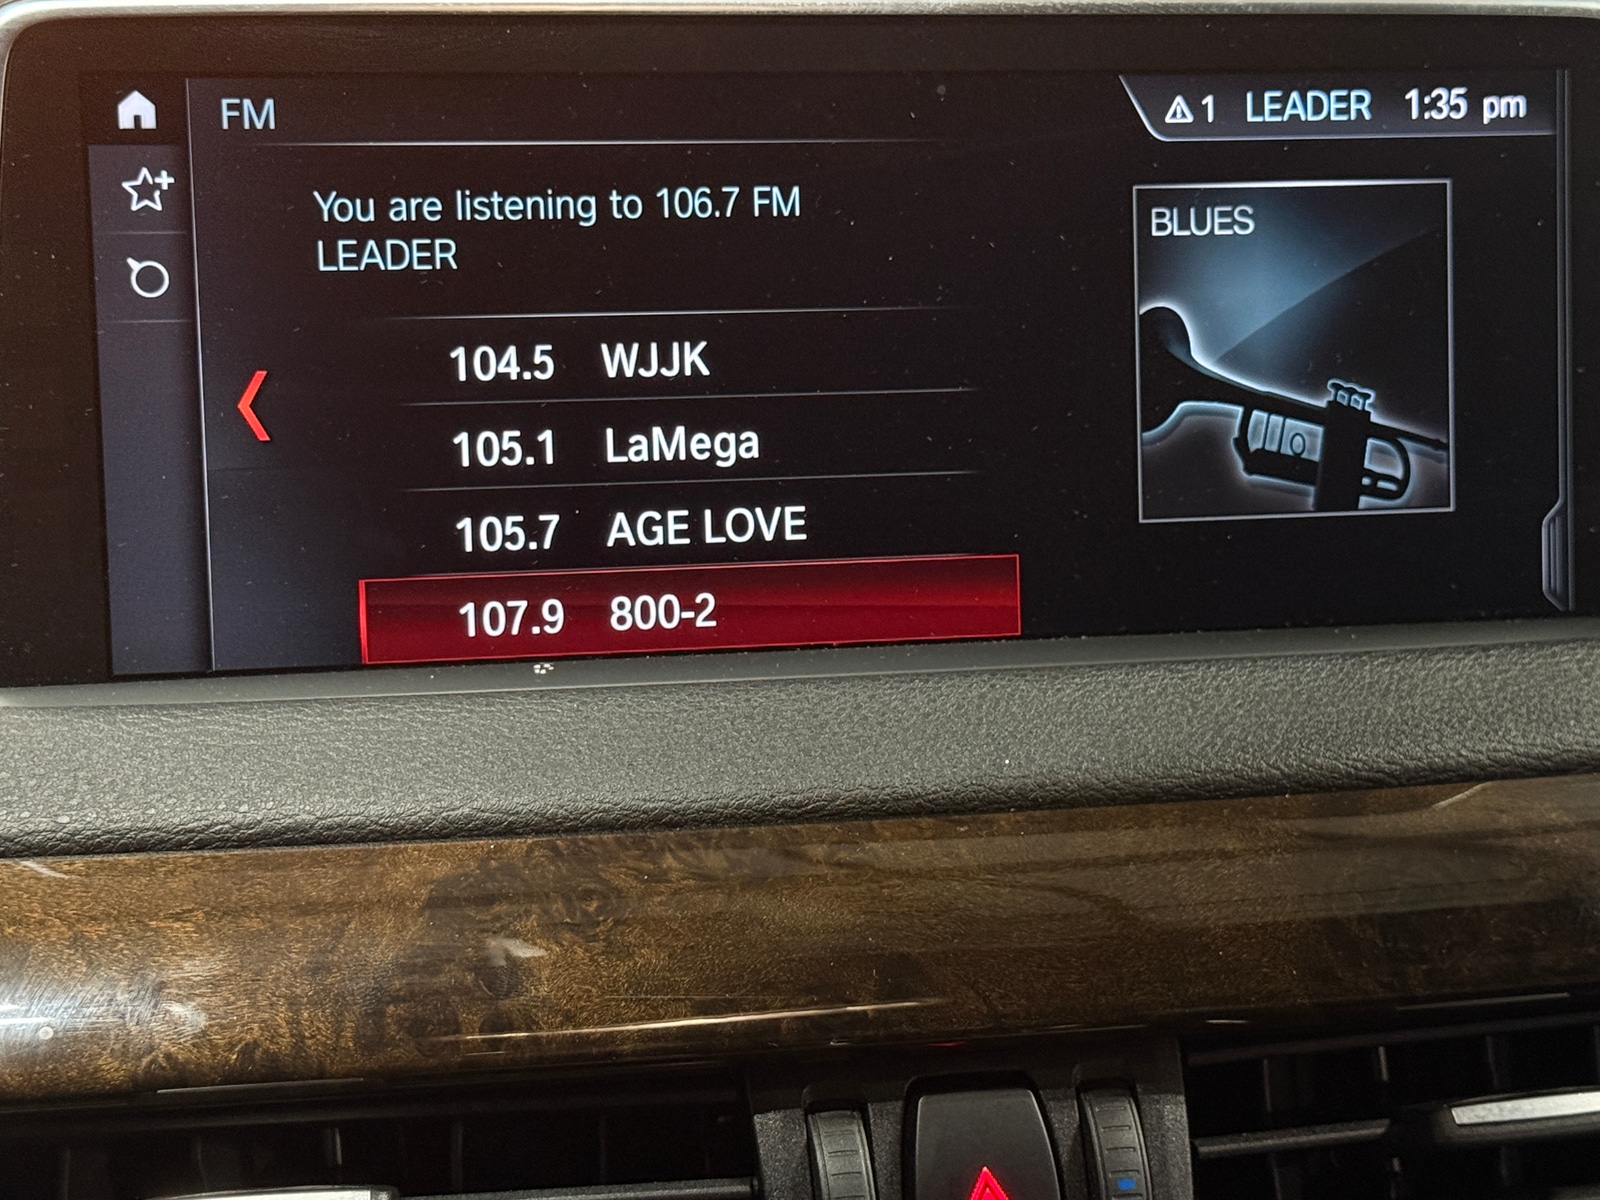 FM
1 LEADER 1:35 pm
You are listening to 106.7 FM
LEADER
BLUES
104.5 WJJK
105.1 LaMega
105.7 AGE LOVE
107.9 800-2